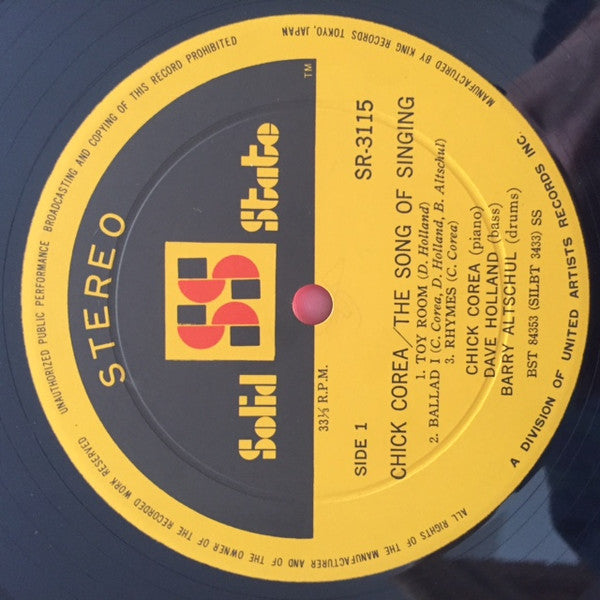 UNAUTHORIZED PUBLIC PERFORMANCE BROADCASTING AND COPYING OF THIS RECORD PROHIBITED
MANUFACTURED BY KING RECORDS TOKYO, JAPAN
STEREO
SS
Solid State
TM
33⅓ R.P.M.
SIDE 1
SR-3115
CHICK COREA/THE SONG OF SINGING
1. TOY ROOM (D. Holland)
2. BALLAD I (C. Corea, D. Holland, B. Altschul)
3. RHYMES (C. Corea)
CHICK COREA (piano)
DAVE HOLLAND (bass)
BARRY ALTSCHUL (drums)
BST 84353 (SILBT 3433) SS
A DIVISION OF UNITED ARTISTS RECORDS INC.
ALL RIGHTS OF THE MANUFACTURER AND OF THE OWNER OF THE RECORDED WORK RESERVED